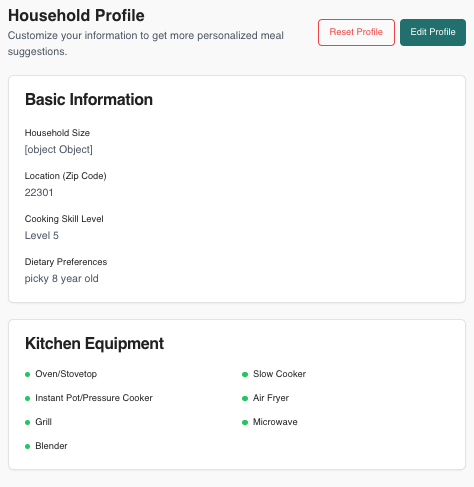 Household Profile
Customize your information to get more personalized meal
suggestions.
Reset Profile
Edit Profile
Basic Information
Household Size
[object Object]
Location (Zip Code)
22301
Cooking Skill Level
Level 5
Dietary Preferences
picky 8 year old
Kitchen Equipment
Oven/Stovetop
Slow Cooker
Instant Pot/Pressure Cooker
Air Fryer
Grill
Microwave
Blender